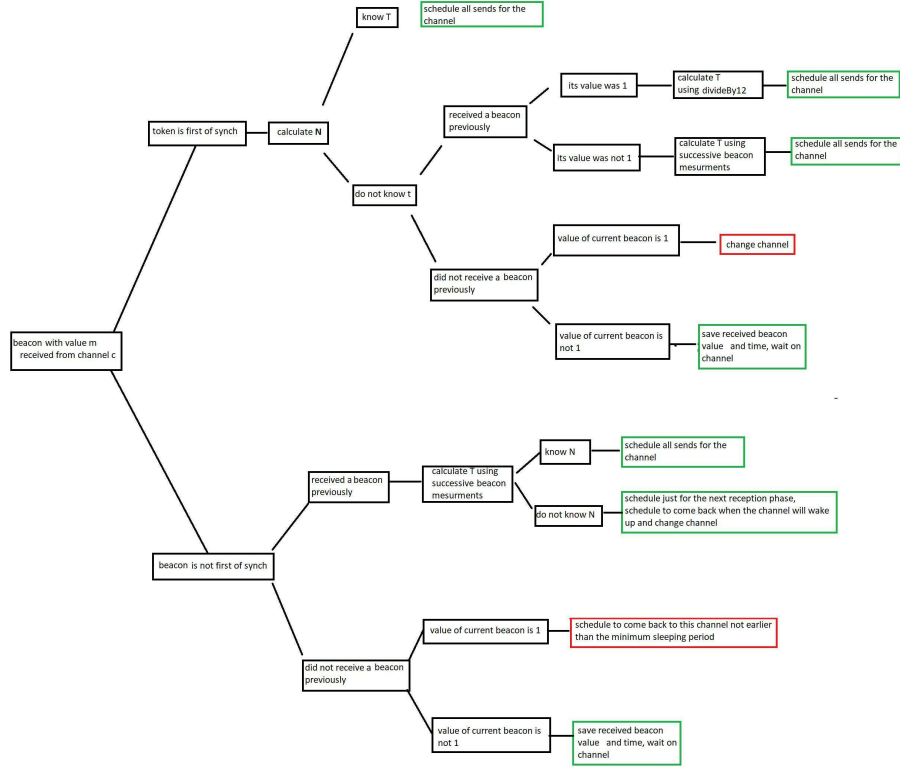 know T
schedule all sends for the
channel
token is first of synch
calculate N
received a beacon
previously
its value was 1
calculate T
using divideBy12
schedule all sends for the
channel
its value was not 1
calculate T using
successive beacon
mesurments
schedule all sends for the
channel
do not know t
did not receive a beacon
previously
value of current beacon is 1
change channel
value of current beacon is
not 1
save received beacon
value and time, wait on
channel
beacon with value m
received from channel c
beacon is not first of synch
received a beacon
previously
calculate T using
successive beacon
mesurments
know N
schedule all sends for the
channel
do not know N
schedule just for the next reception phase,
schedule to come back when the channel will wake
up and change channel
did not receive a beacon
previously
value of current beacon is 1
schedule to come back to this channel not earlier
than the minimum sleeping period
value of current beacon is
not 1
save received beacon
value and time, wait on
channel